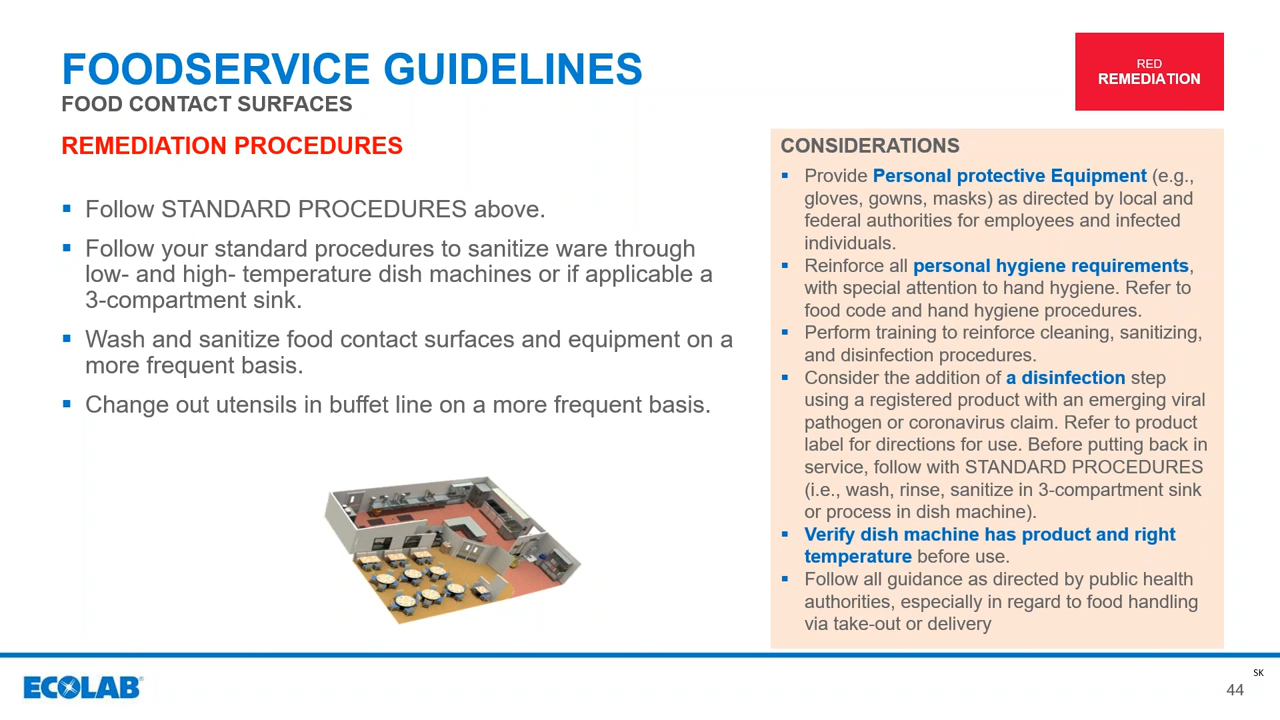 FOODSERVICE GUIDELINES
FOOD CONTACT SURFACES
RED
REMEDIATION
REMEDIATION PROCEDURES
▪ Follow STANDARD PROCEDURES above.
▪ Follow your standard procedures to sanitize ware through
low- and high- temperature dish machines or if applicable a
3-compartment sink.
▪ Wash and sanitize food contact surfaces and equipment on a
more frequent basis.
▪ Change out utensils in buffet line on a more frequent basis.
CONSIDERATIONS
▪ Provide Personal protective Equipment (e.g.,
gloves, gowns, masks) as directed by local and
federal authorities for employees and infected
individuals.
▪ Reinforce all personal hygiene requirements,
with special attention to hand hygiene. Refer to
food code and hand hygiene procedures.
▪ Perform training to reinforce cleaning, sanitizing,
and disinfection procedures.
▪ Consider the addition of a disinfection step
using a registered product with an emerging viral
pathogen or coronavirus claim. Refer to product
label for directions for use. Before putting back in
service, follow with STANDARD PROCEDURES
(i.e., wash, rinse, sanitize in 3-compartment sink
or process in dish machine).
▪ Verify dish machine has product and right
temperature before use.
▪ Follow all guidance as directed by public health
authorities, especially in regard to food handling
via take-out or delivery
ECOLAB®
SK
44